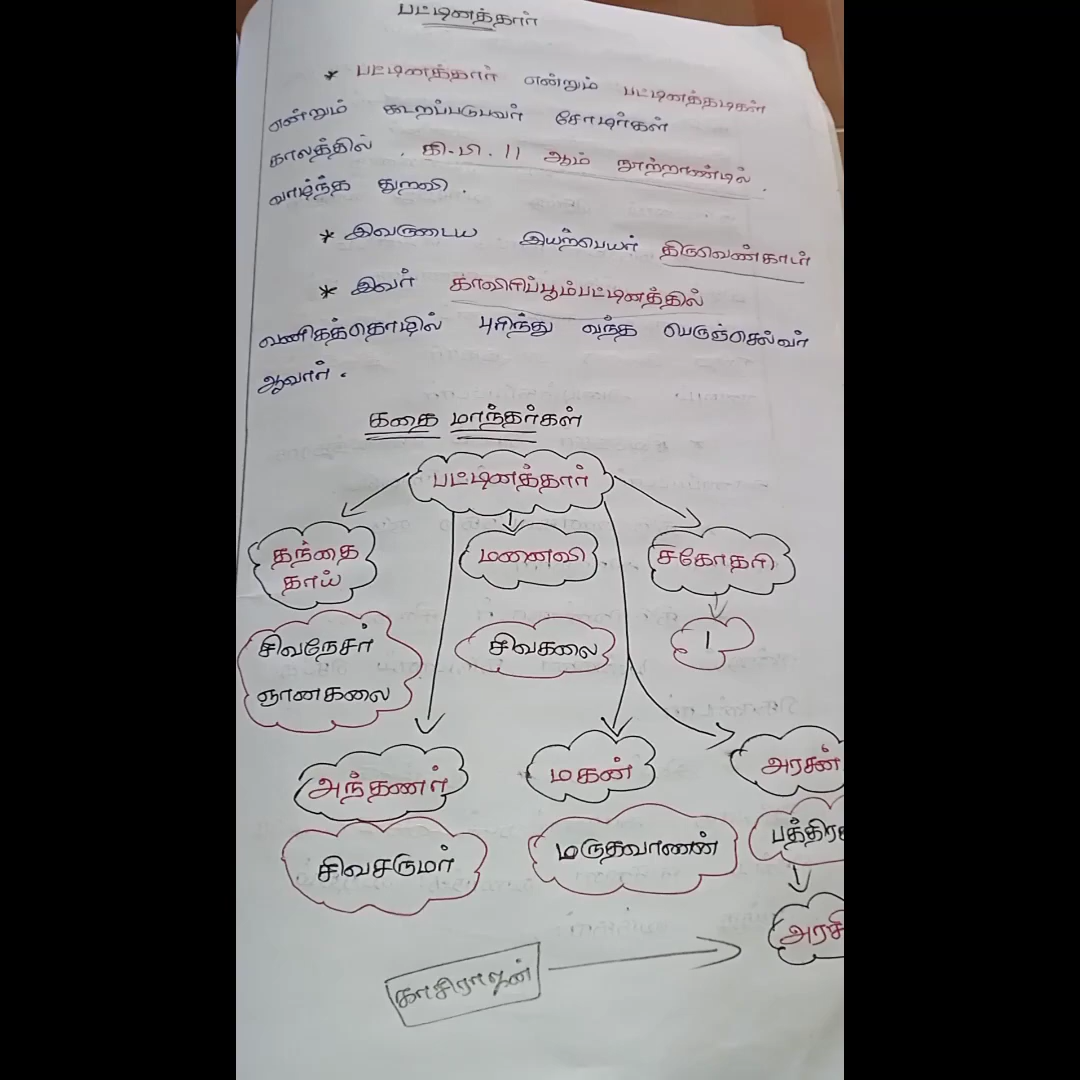 பட்டினத்தார்
* பட்டினத்தார் என்றும் பட்டினத்தடிகள்
என்றும் கூறப்படுபவர் சோழர்கள்
காலத்தில் . கி.பி. 11 ஆம் நூற்றாண்டில்
வாழ்ந்த துறவி .
* இவருடைய இயற்பெயர் திருவெண்காடர்
* இவர் காவிரிப்பூம்பட்டினத்தில்
வணிகத்தொழில் புரிந்து வந்த பெருஞ்செல்வர்
ஆவார் .
கதை மாந்தர்கள்
பட்டினத்தார்
தந்தை மனைவி சகோதரி
தாய்
சிவநேசர் சிவகலை 1
ஞானகலை
அந்தணர் மகன் அரசன்
சிவசருமர் மருதவாணன்
காசிராஜன்